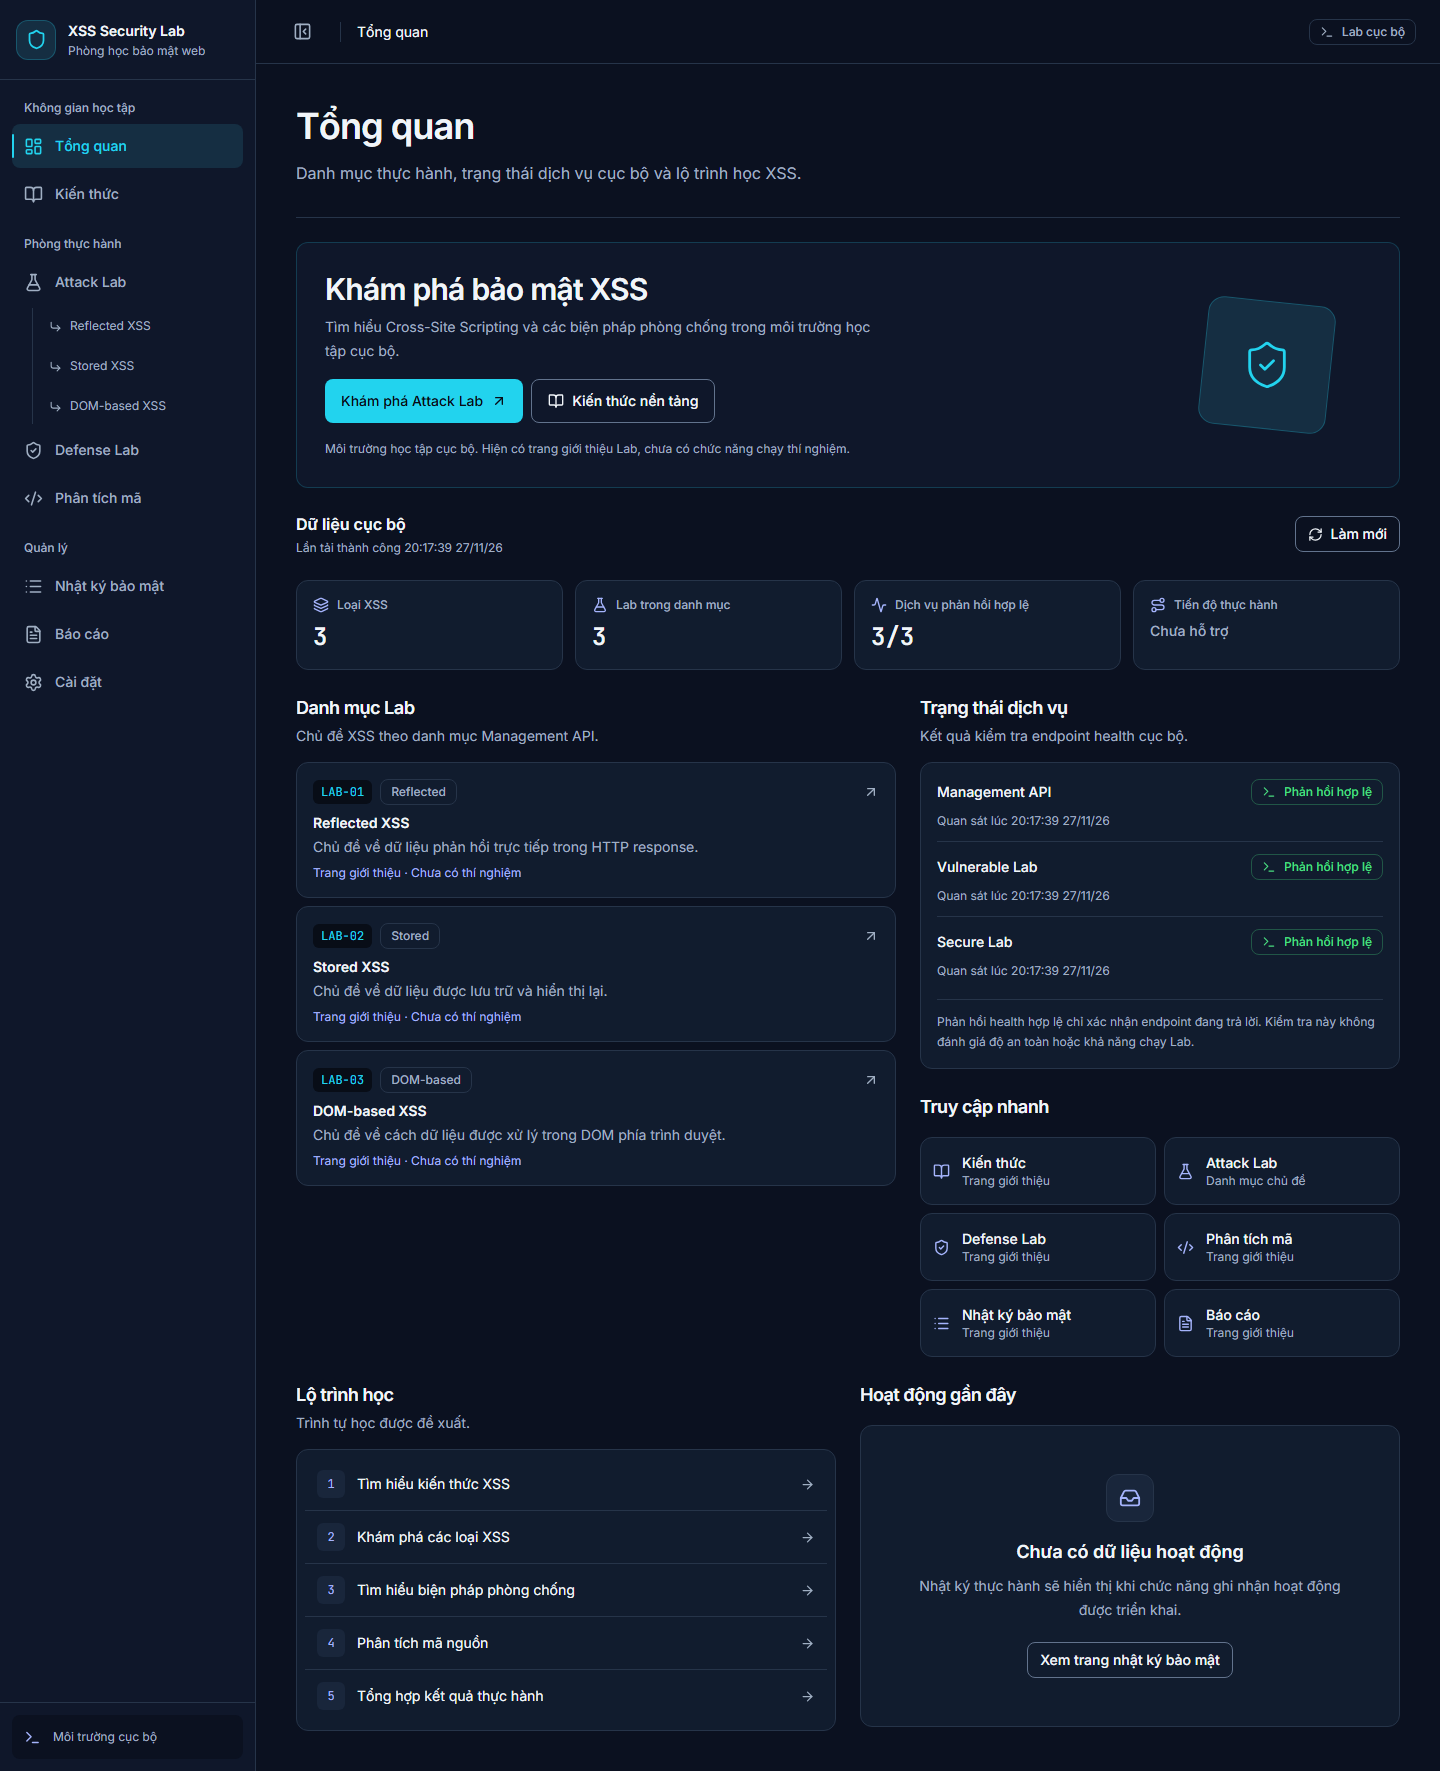 XSS Security Lab
Phòng học bảo mật web
Không gian học tập
Tổng quan
Kiến thức
Phòng thực hành
Attack Lab
Reflected XSS
Stored XSS
DOM-based XSS
Defense Lab
Phân tích mã
Quản lý
Nhật ký bảo mật
Báo cáo
Cài đặt
Môi trường cục bộ
Tổng quan
Lab cục bộ
Tổng quan
Danh mục thực hành, trạng thái dịch vụ cục bộ và lộ trình học XSS.
Khám phá bảo mật XSS
Tìm hiểu Cross-Site Scripting và các biện pháp phòng chống trong môi trường học
tập cục bộ.
Khám phá Attack Lab
Kiến thức nền tảng
Môi trường học tập cục bộ. Hiện có trang giới thiệu Lab, chưa có chức năng chạy thí nghiệm.
Dữ liệu cục bộ
Lần tải thành công 20:17:39 27/11/26
Làm mới
Loại XSS
3
Lab trong danh mục
3
Dịch vụ phản hồi hợp lệ
3/3
Tiến độ thực hành
Chưa hỗ trợ
Danh mục Lab
Chủ đề XSS theo danh mục Management API.
LAB-01
Reflected
Reflected XSS
Chủ đề về dữ liệu phản hồi trực tiếp trong HTTP response.
Trang giới thiệu · Chưa có thí nghiệm
LAB-02
Stored
Stored XSS
Chủ đề về dữ liệu được lưu trữ và hiển thị lại.
Trang giới thiệu · Chưa có thí nghiệm
LAB-03
DOM-based
DOM-based XSS
Chủ đề về cách dữ liệu được xử lý trong DOM phía trình duyệt.
Trang giới thiệu · Chưa có thí nghiệm
Trạng thái dịch vụ
Kết quả kiểm tra endpoint health cục bộ.
Management API
Phản hồi hợp lệ
Quan sát lúc 20:17:39 27/11/26
Vulnerable Lab
Phản hồi hợp lệ
Quan sát lúc 20:17:39 27/11/26
Secure Lab
Phản hồi hợp lệ
Quan sát lúc 20:17:39 27/11/26
Phản hồi health hợp lệ chỉ xác nhận endpoint đang trả lời. Kiểm tra này không
đánh giá độ an toàn hoặc khả năng chạy Lab.
Truy cập nhanh
Kiến thức
Trang giới thiệu
Attack Lab
Danh mục chủ đề
Defense Lab
Trang giới thiệu
Phân tích mã
Trang giới thiệu
Nhật ký bảo mật
Trang giới thiệu
Báo cáo
Trang giới thiệu
Lộ trình học
Trình tự học được đề xuất.
1 Tìm hiểu kiến thức XSS
2 Khám phá các loại XSS
3 Tìm hiểu biện pháp phòng chống
4 Phân tích mã nguồn
5 Tổng hợp kết quả thực hành
Hoạt động gần đây
Chưa có dữ liệu hoạt động
Nhật ký thực hành sẽ hiển thị khi chức năng ghi nhận hoạt động
được triển khai.
Xem trang nhật ký bảo mật